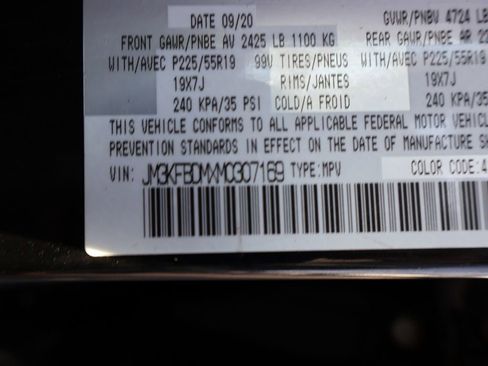 DATE 09/20 GVWR/PNBV 4724 LB
FRONT GAWR/PNBE AV 2425 LB 1100 KG REAR GAWR/PNBE AR
WITH/AVEC P225/55R19 99V TIRES/PNEUS WITH/AVEC P225/55R19
19X7J RIMS/JANTES 19X7J
240 KPA/35 PSI COLD/A FROID 240 KPA/35
THIS VEHICLE CONFORMS TO ALL APPLICABLE FEDERAL MOTOR VEHIC
PREVENTION STANDARDS IN EFFECT ON THE DATE OF MANUFACTURE SH
VIN: JM3KFBDMXM0307169 TYPE:MPV COLOR CODE:4